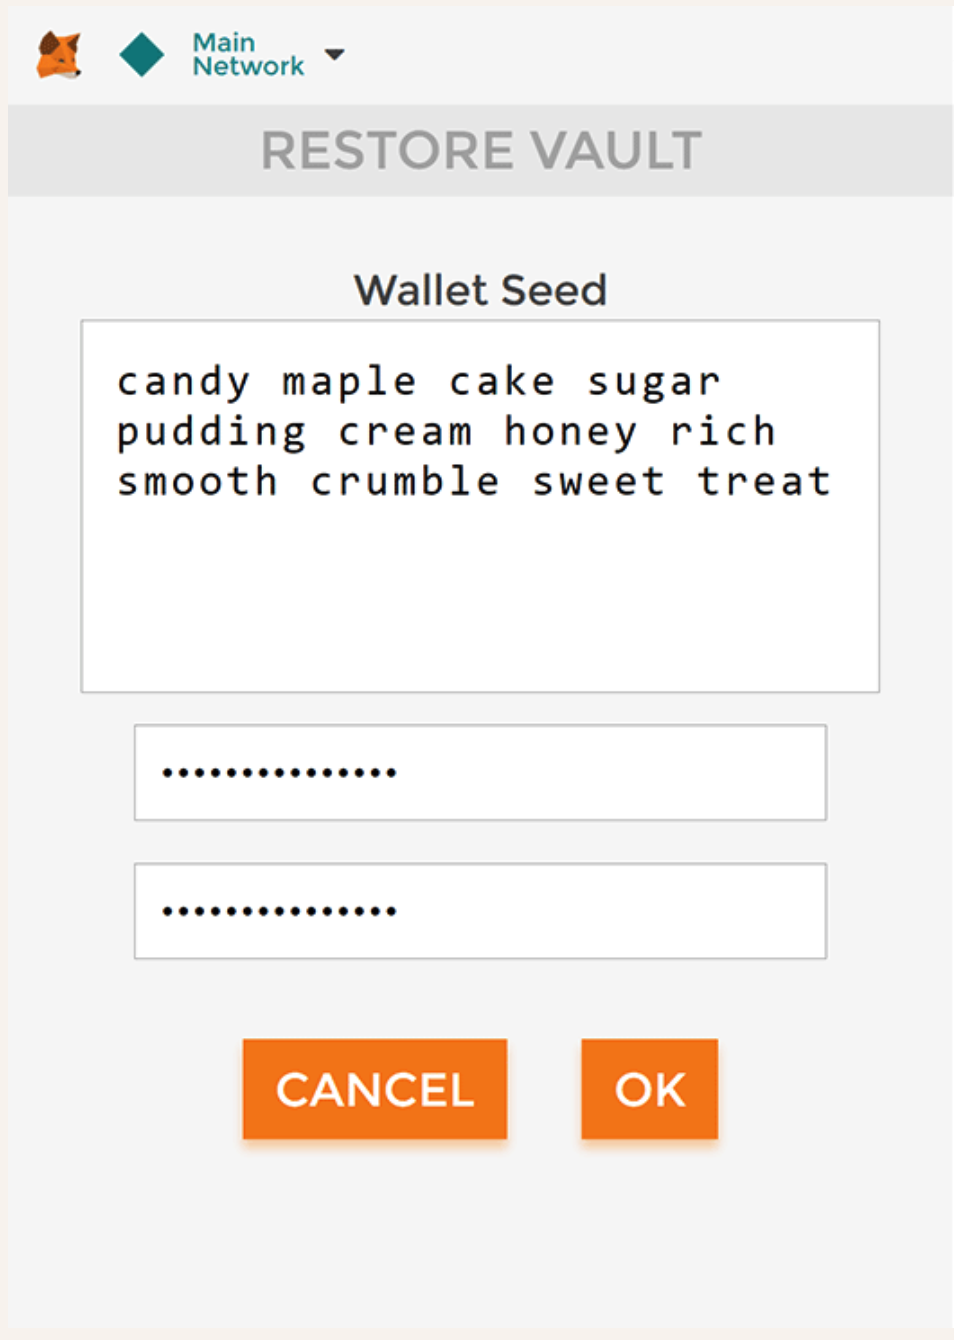 Main
Network
RESTORE VAULT
Wallet Seed
candy maple cake sugar
pudding cream honey rich
smooth crumble sweet treat
•••••••••••••••
•••••••••••••••
CANCEL OK